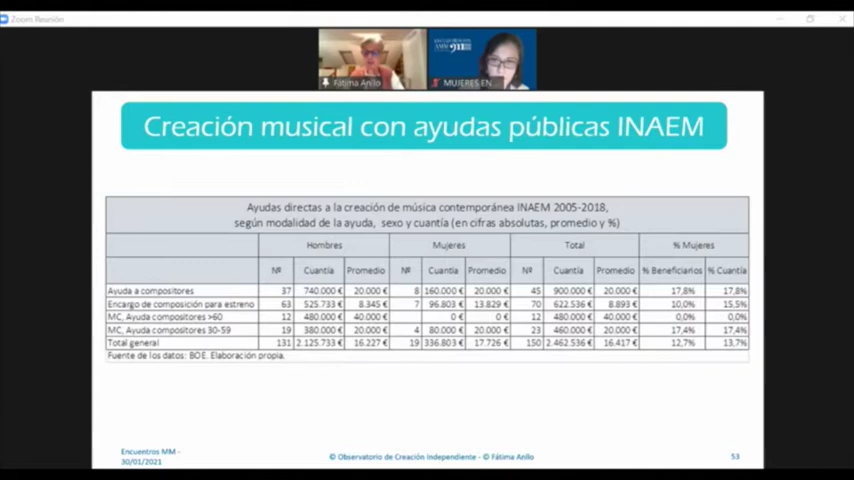 Zoom Reunión
Fátima Anllo
MUJERES EN
Creación musical con ayudas públicas INAEM
Ayudas directas a la creación de música contemporánea INAEM 2005-2018,
según modalidad de la ayuda, sexo y cuantía (en cifras absolutas, promedio y %)
Hombres Mujeres Total % Mujeres
Nº Cuantía Promedio Nº Cuantía Promedio Nº Cuantía Promedio % Beneficiarios % Cuantía
Ayuda a compositores 37 740.000 € 20.000 € 8 160.000 € 20.000 € 45 900.000 € 20.000 € 17,8% 17,8%
Encargo de composición para estreno 63 525.733 € 8.345 € 7 96.803 € 13.829 € 70 622.536 € 8.893 € 10,0% 15,5%
MC, Ayuda compositores >60 12 480.000 € 40.000 € 0 € 0 € 12 480.000 € 40.000 € 0,0% 0,0%
MC, Ayuda compositores 30-59 19 380.000 € 20.000 € 4 80.000 € 20.000 € 23 460.000 € 20.000 € 17,4% 17,4%
Total general 131 2.125.733 € 16.227 € 19 336.803 € 17.726 € 150 2.462.536 € 16.417 € 12,7% 13,7%
Fuente de los datos: BOE. Elaboración propia.
Encuentros MM -
30/01/2021
© Observatorio de Creación Independiente - © Fátima Anllo
53